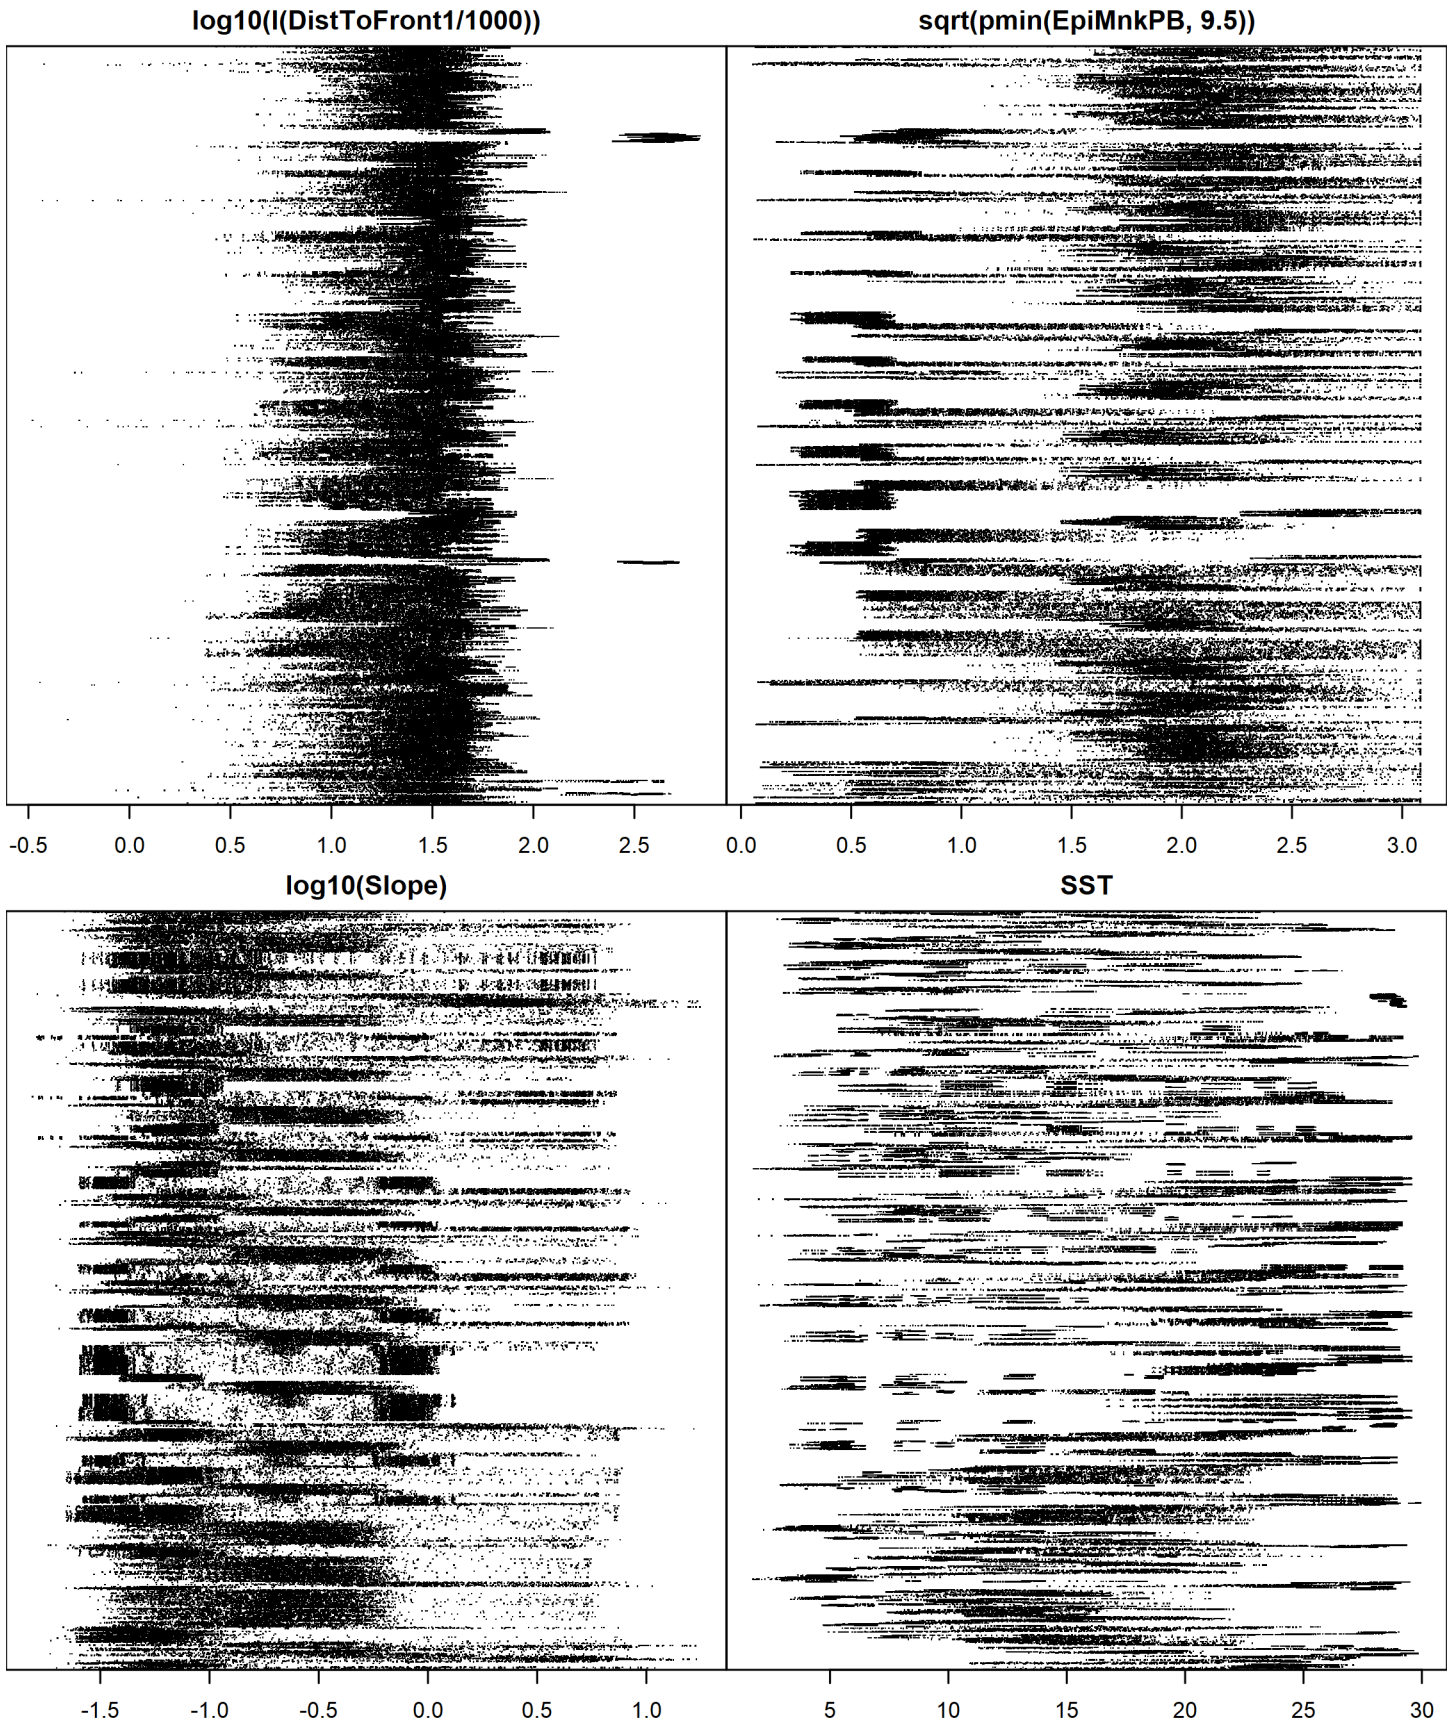 log10(I(DistToFront1/1000)) sqrt(pmin(EpiMnkPB, 9.5))
-0.5 0.0 0.5 1.0 1.5 2.0 2.5 0.0 0.5 1.0 1.5 2.0 2.5 3.0
log10(Slope) SST
-1.5 -1.0 -0.5 0.0 0.5 1.0 5 10 15 20 25 30